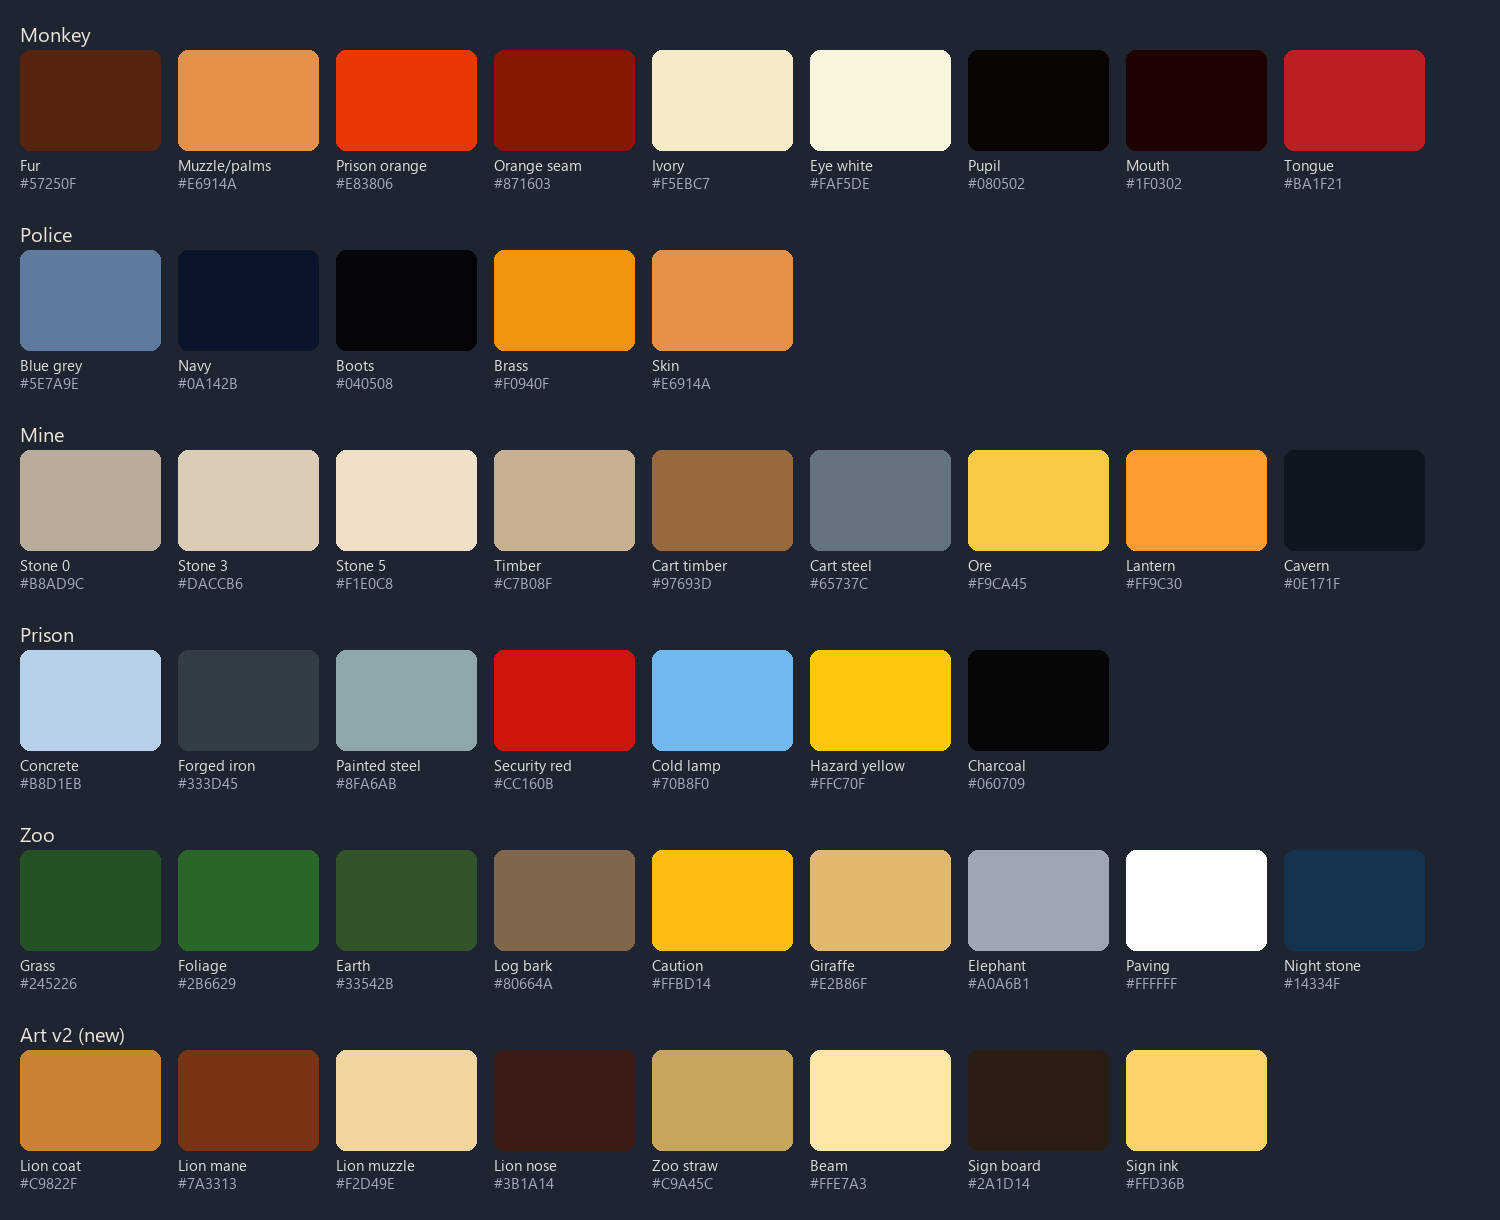 Monkey
Fur Muzzle/palms Prison orange Orange seam Ivory Eye white Pupil Mouth Tongue
#57250F #E6914A #E83806 #871603 #F5EBC7 #FAF5DE #080502 #1F0302 #BA1F21
Police
Blue grey Navy Boots Brass Skin
#5E7A9E #0A142B #040508 #F0940F #E6914A
Mine
Stone 0 Stone 3 Stone 5 Timber Cart timber Cart steel Ore Lantern Cavern
#B8AD9C #DACCB6 #F1E0C8 #C7B08F #97693D #65737C #F9CA45 #FF9C30 #0E171F
Prison
Concrete Forged iron Painted steel Security red Cold lamp Hazard yellow Charcoal
#B8D1EB #333D45 #8FA6AB #CC160B #70B8F0 #FFC70F #060709
Zoo
Grass Foliage Earth Log bark Caution Giraffe Elephant Paving Night stone
#245226 #2B6629 #33542B #80664A #FFBD14 #E2B86F #A0A6B1 #FFFFFF #14334F
Art v2 (new)
Lion coat Lion mane Lion muzzle Lion nose Zoo straw Beam Sign board Sign ink
#C9822F #7A3313 #F2D49E #3B1A14 #C9A45C #FFE7A3 #2A1D14 #FFD36B